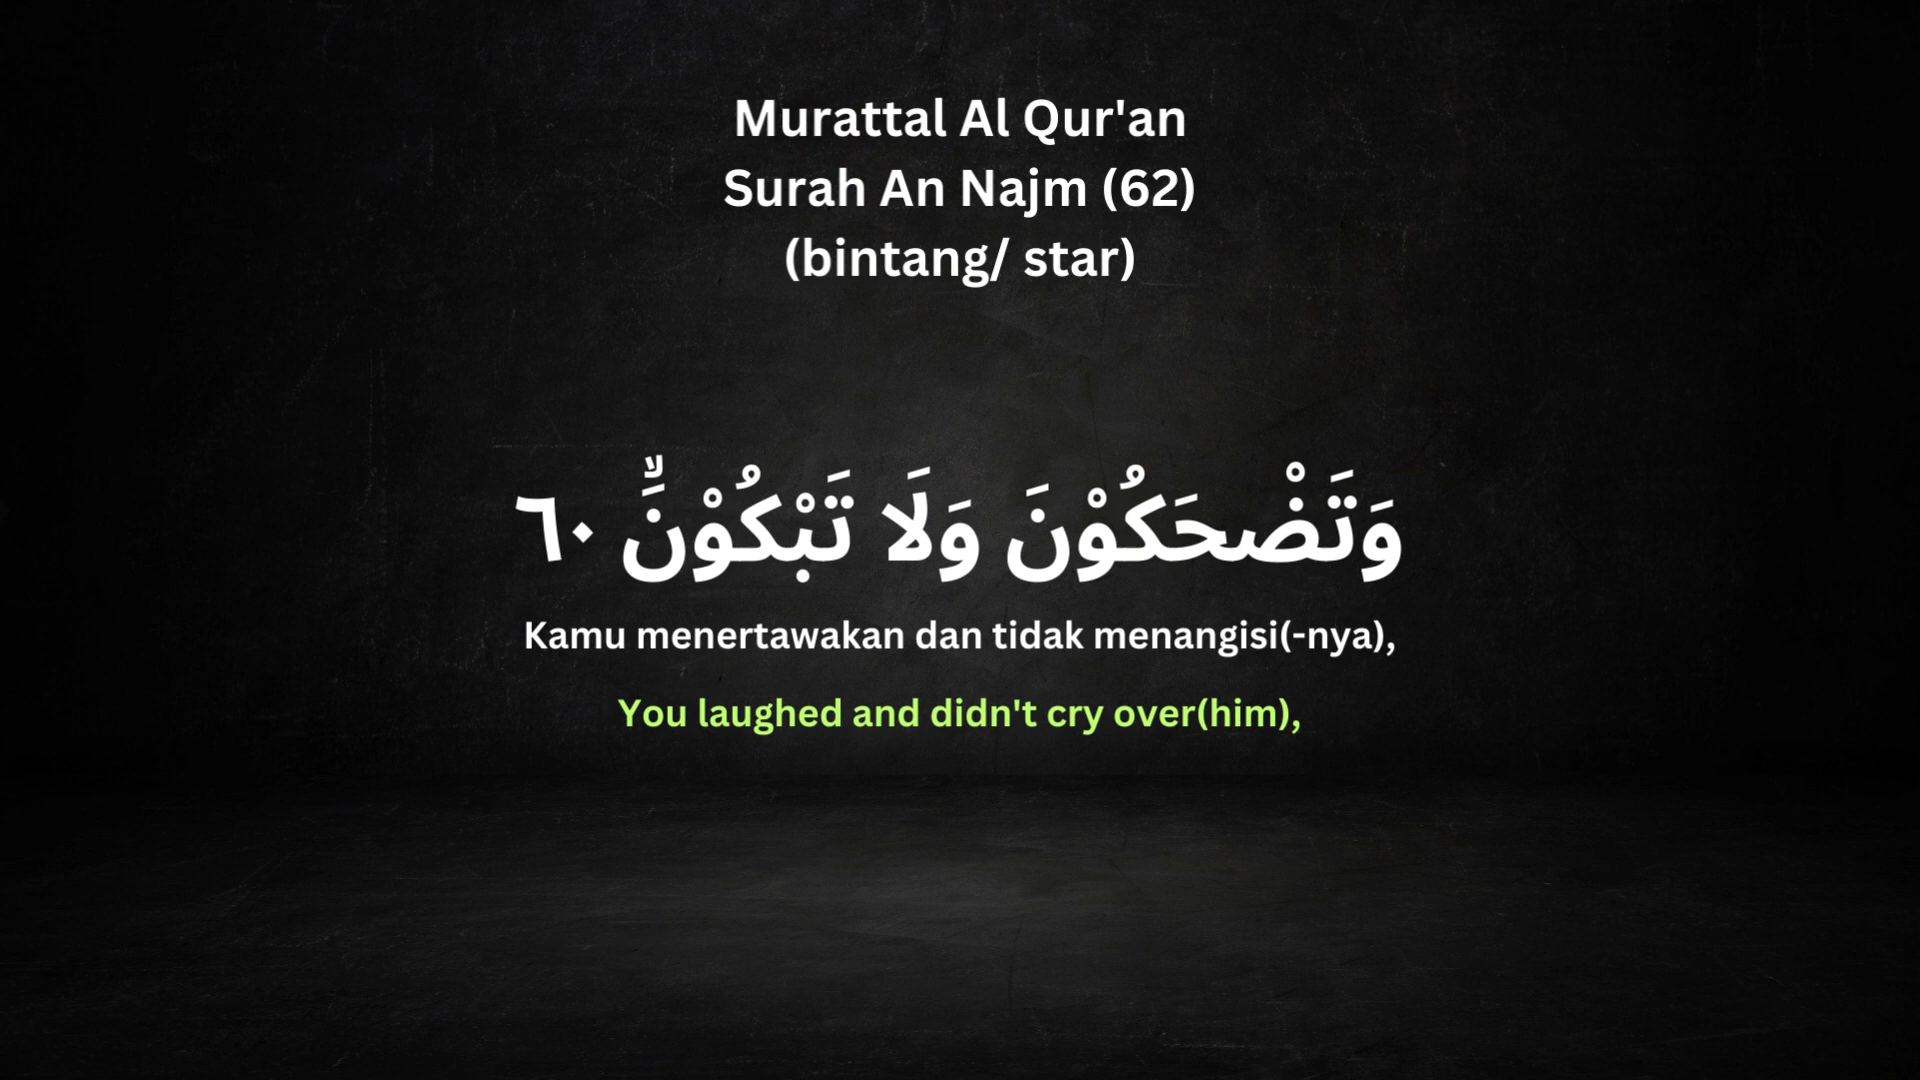 Murattal Al Qur'an
Surah An Najm (62)
(bintang/ star)
وَتَضْحَكُوْنَ وَلَا تَبْكُوْنَۙ ٦٠
Kamu menertawakan dan tidak menangisi(-nya),
You laughed and didn't cry over(him),